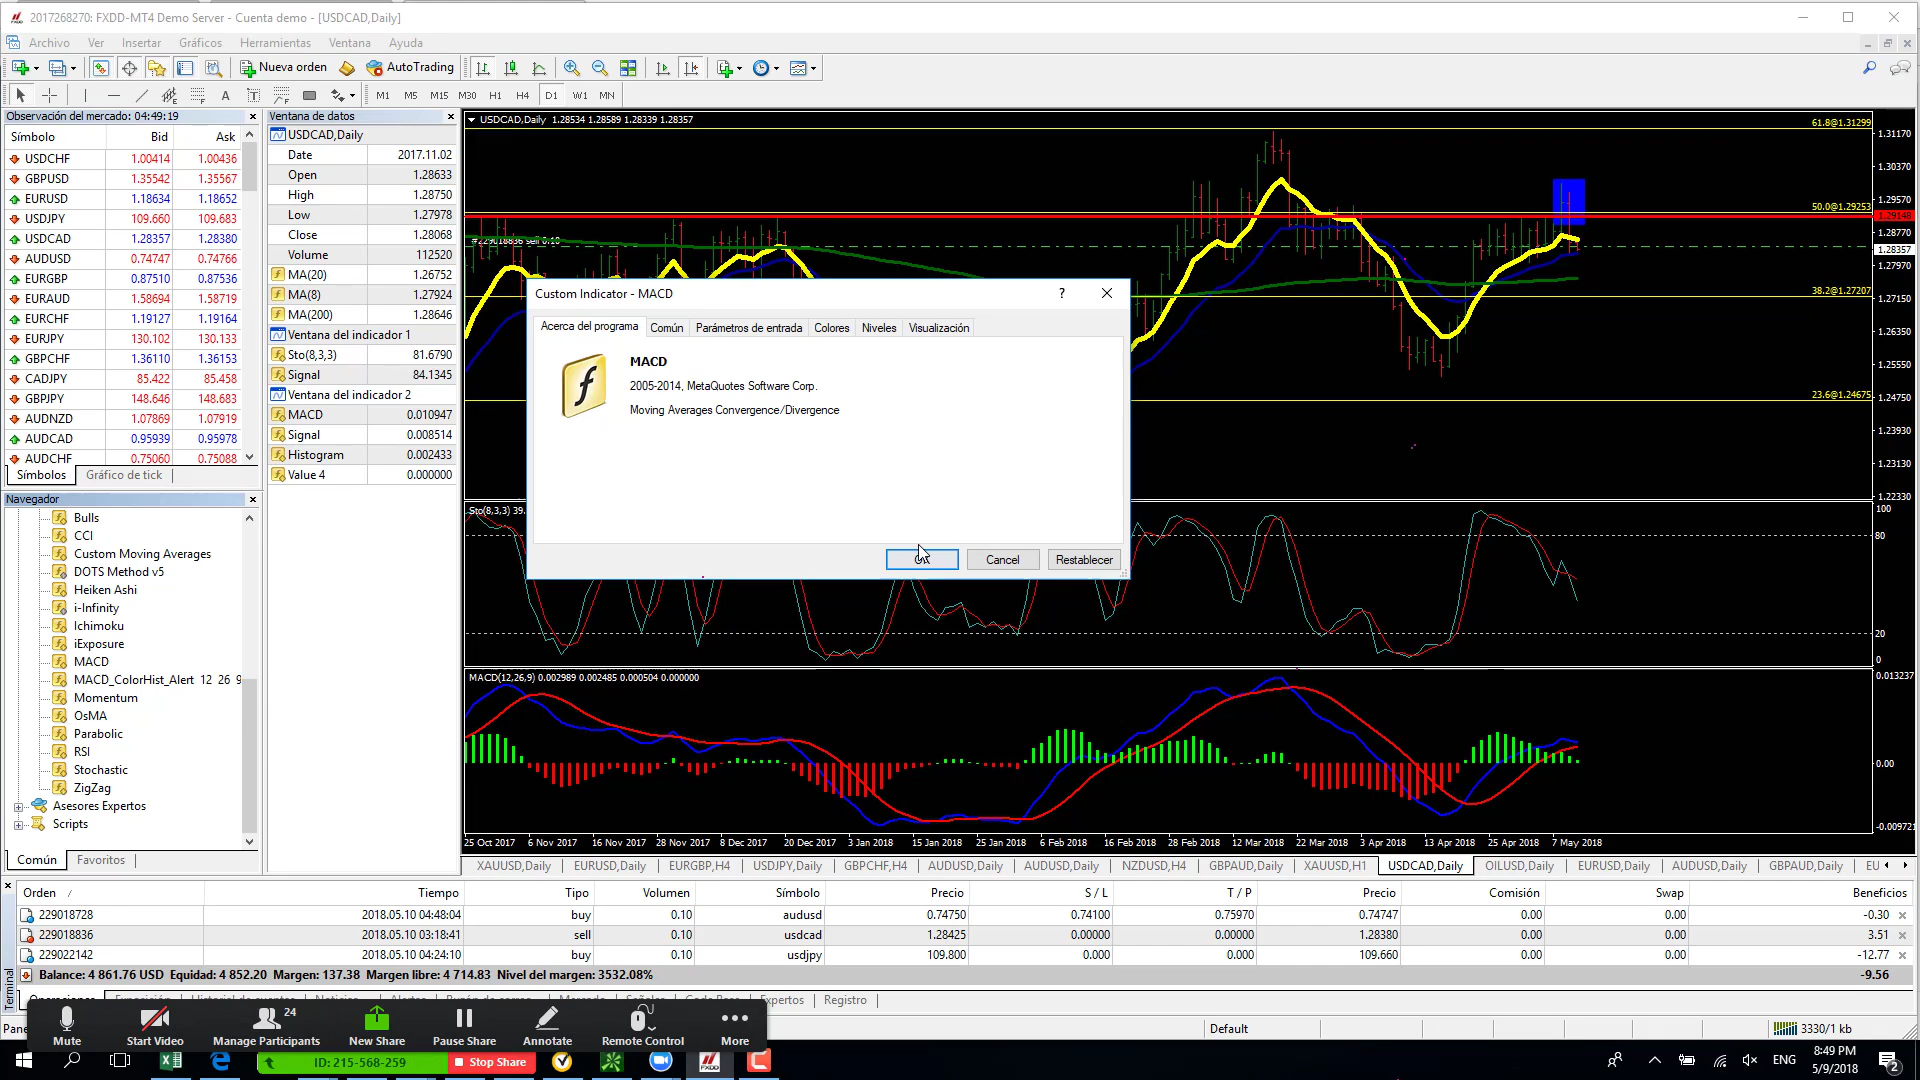 2017268270: FXDD-MT4 Demo Server - Cuenta demo - [USDCAD,Daily]
Archivo Ver Insertar Gráficos Herramientas Ventana Ayuda
Nueva orden AutoTrading
M1 M5 M15 M30 H1 H4 D1 W1 MN
Observación del mercado: 04:49:19
Símbolo Bid Ask
USDCHF 1.00414 1.00436
GBPUSD 1.35542 1.35567
EURUSD 1.18634 1.18652
USDJPY 109.660 109.683
USDCAD 1.28357 1.28380
AUDUSD 0.74747 0.74766
EURGBP 0.87510 0.87536
EURAUD 1.58694 1.58719
EURCHF 1.19127 1.19164
EURJPY 130.102 130.133
GBPCHF 1.36110 1.36153
CADJPY 85.422 85.458
GBPJPY 148.646 148.683
AUDNZD 1.07869 1.07919
AUDCAD 0.95939 0.95978
AUDCHF 0.75060 0.75088
Símbolos Gráfico de tick
Ventana de datos
USDCAD,Daily
Date 2017.11.02
Open 1.28633
High 1.28750
Low 1.27978
Close 1.28068
Volume 112520
MA(20) 1.26752
MA(8) 1.27924
MA(200) 1.28646
Ventana del indicador 1
Sto(8,3,3) 81.6790
Signal 84.1345
Ventana del indicador 2
MACD 0.010947
Signal 0.008514
Histogram 0.002433
Value 4 0.000000
Navegador
Bulls
CCI
Custom Moving Averages
DOTS Method v5
Heiken Ashi
i-Infinity
Ichimoku
iExposure
MACD
MACD_ColorHist_Alert 12 26 9
Momentum
OsMA
Parabolic
RSI
Stochastic
ZigZag
Asesores Expertos
Scripts
Común Favoritos
USDCAD,Daily 1.28534 1.28589 1.28339 1.28357
#229018836 sell 0.10
61.8@1.31299
50.0@1.29253
38.2@1.27207
23.6@1.24675
1.31170
1.30370
1.29570
1.29148
1.28770
1.28357
1.27970
1.27150
1.26350
1.25550
1.24750
1.23930
1.23130
1.22330
Custom Indicator - MACD
Acerca del programa Común Parámetros de entrada Colores Niveles Visualización
MACD
2005-2014, MetaQuotes Software Corp.
Moving Averages Convergence/Divergence
Cancel Restablecer
Sto(8,3,3) 39.
100
80
20
0
MACD(12,26,9) 0.002989 0.002485 0.000504 0.000000
0.013237
0.00
-0.009721
25 Oct 2017 6 Nov 2017 16 Nov 2017 28 Nov 2017 8 Dec 2017 20 Dec 2017 3 Jan 2018 15 Jan 2018 25 Jan 2018 6 Feb 2018 16 Feb 2018 28 Feb 2018 12 Mar 2018 22 Mar 2018 3 Apr 2018 13 Apr 2018 25 Apr 2018 7 May 2018
XAUUSD,Daily EURUSD,Daily EURGBP,H4 USDJPY,Daily GBPCHF,H4 AUDUSD,Daily AUDUSD,Daily NZDUSD,H4 GBPAUD,Daily XAUUSD,H1 USDCAD,Daily OILUSD,Daily EURUSD,Daily AUDUSD,Daily GBPAUD,Daily EU
Orden / Tiempo Tipo Volumen Símbolo Precio S / L T / P Precio Comisión Swap Beneficios
229018728 2018.05.10 04:48:04 buy 0.10 audusd 0.74750 0.74100 0.75970 0.74747 0.00 0.00 -0.30
229018836 2018.05.10 03:18:41 sell 0.10 usdcad 1.28425 0.00000 0.00000 1.28380 0.00 0.00 3.51
229022142 2018.05.10 04:24:10 buy 0.10 usdjpy 109.800 0.000 0.000 109.660 0.00 0.00 -12.77
Balance: 4 861.76 USD Equidad: 4 852.20 Margen: 137.38 Margen libre: 4 714.83 Nivel del margen: 3532.08% -9.56
Terminal
Expertos Registro
Default 3330/1 kb
24
Mute Start Video Manage Participants New Share Pause Share Annotate Remote Control More
ID: 215-568-259 Stop Share
FXDD
ENG
8:49 PM
5/9/2018
2